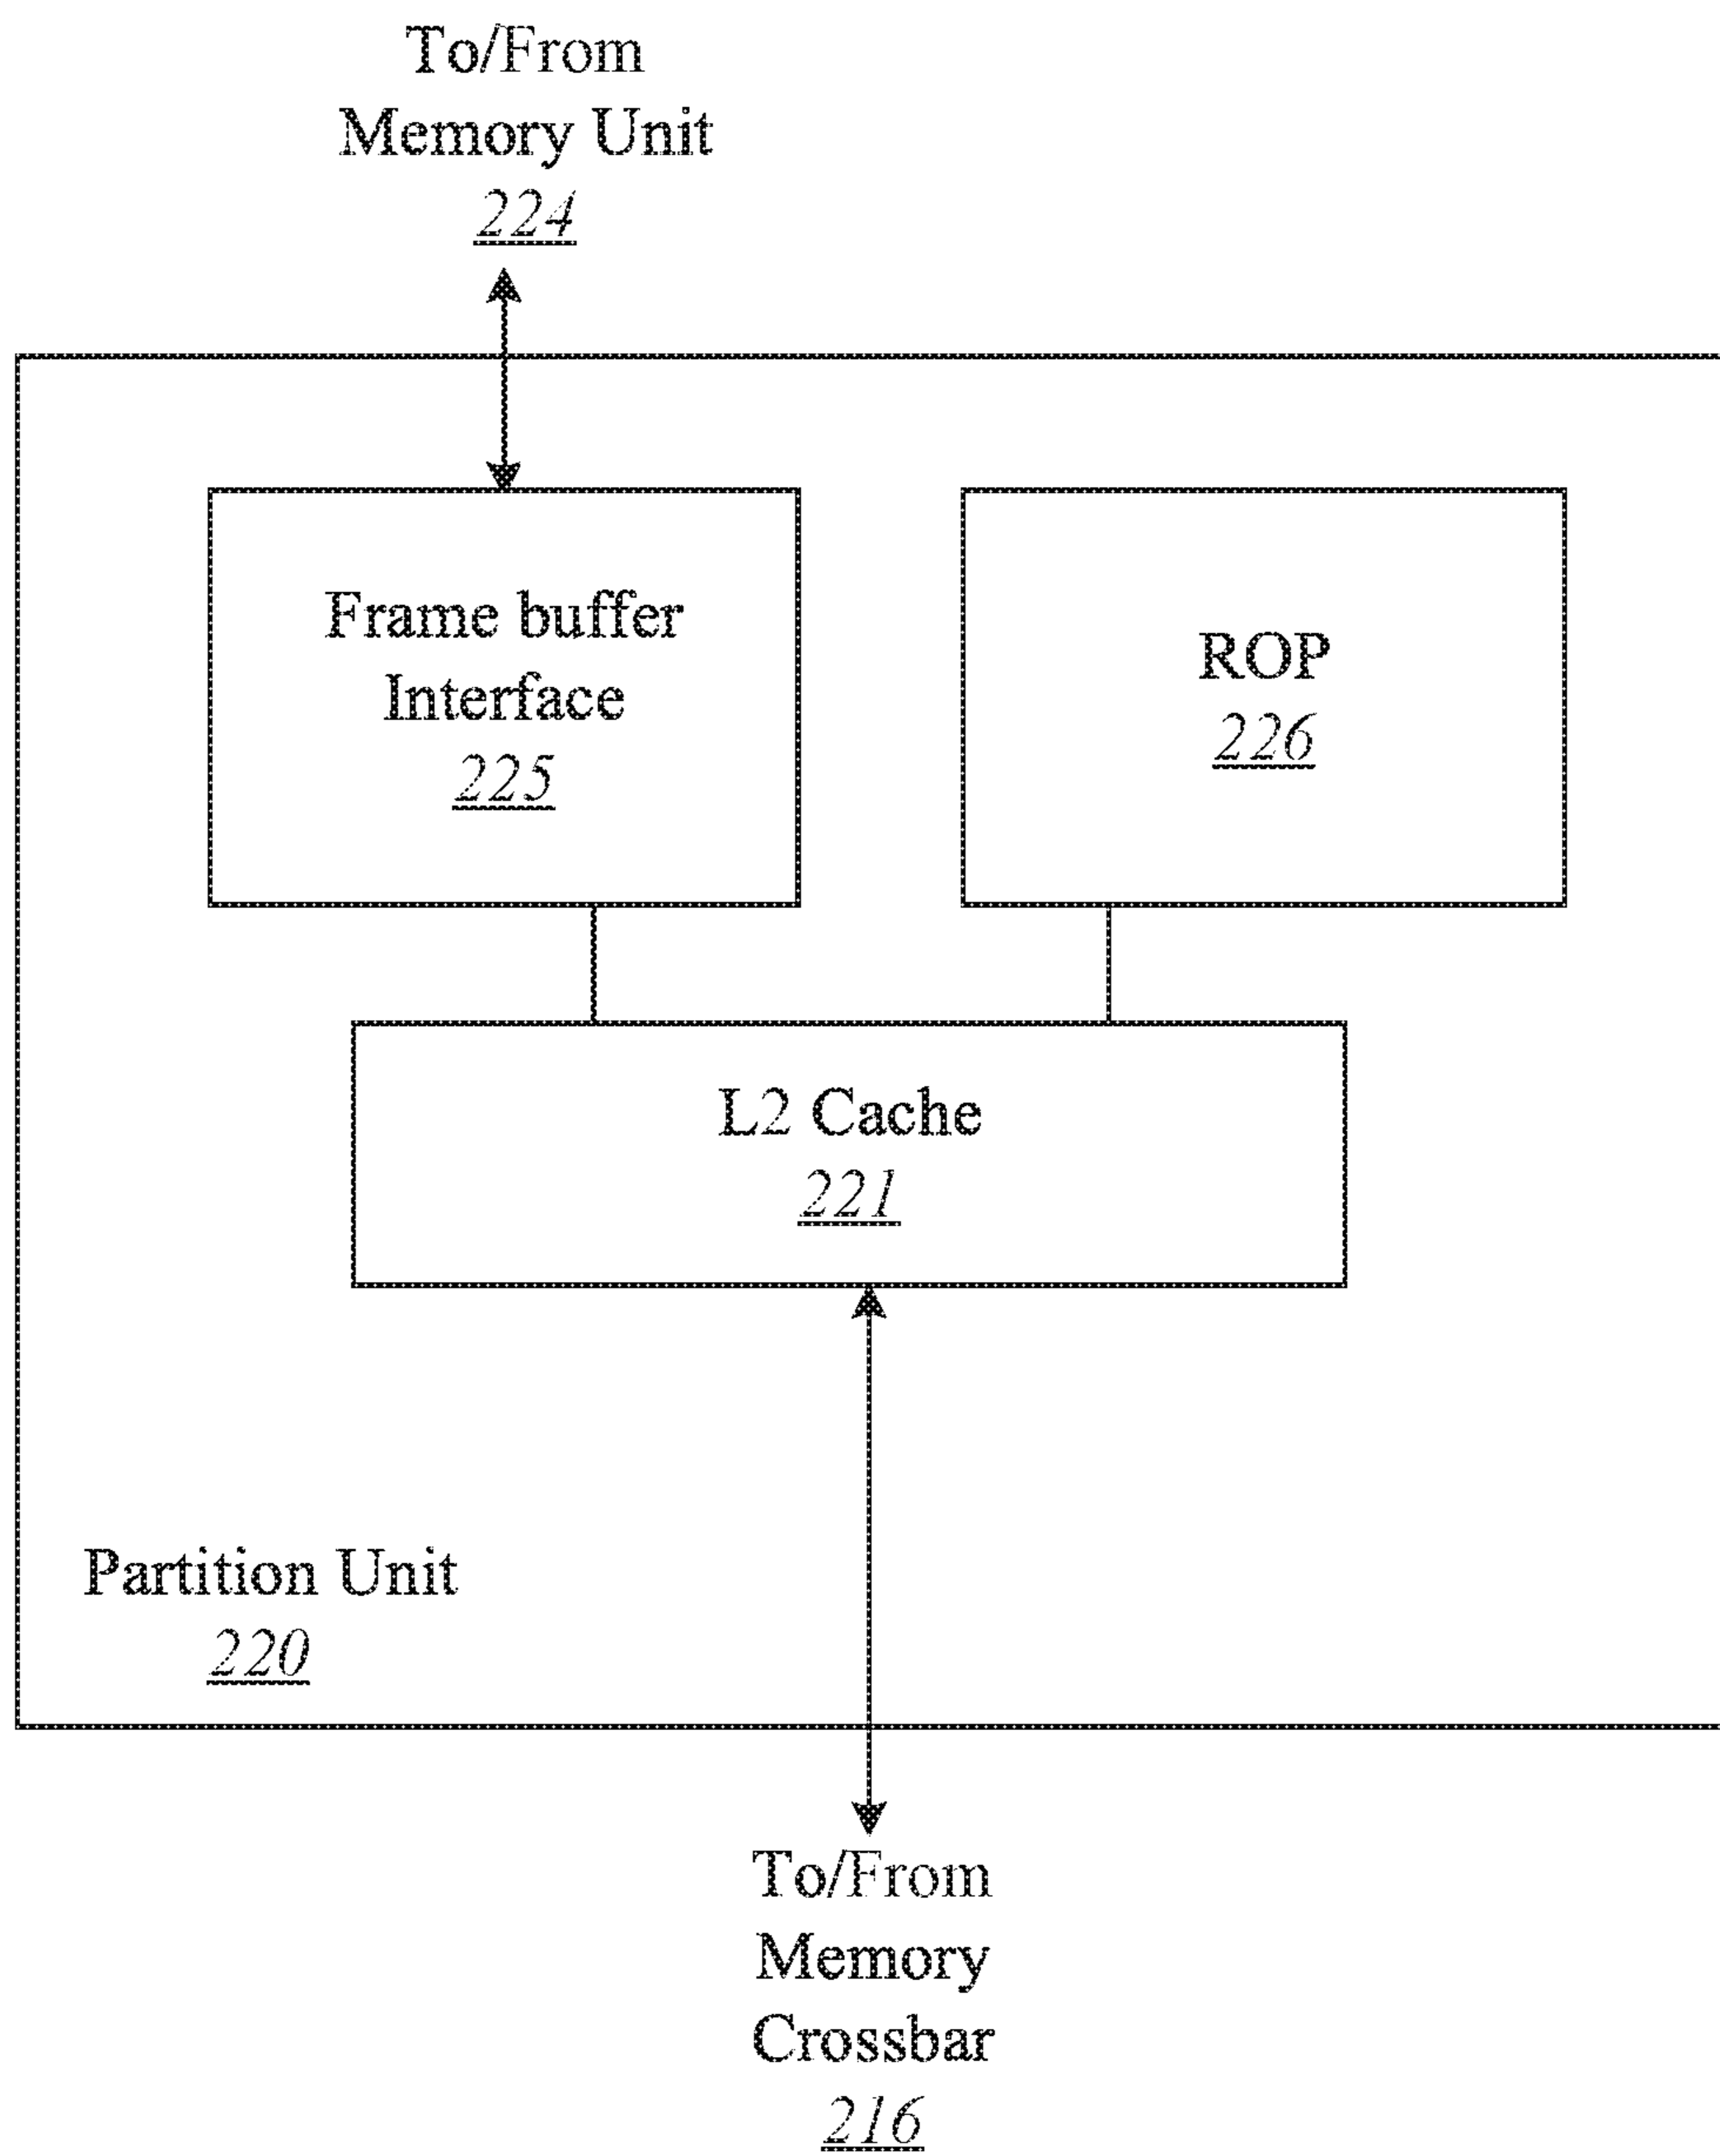 To/From
Memory Unit
224
Frame buffer
Interface
225
ROP
226
L2 Cache
221
Partition Unit
220
To/From
Memory
Crossbar
216